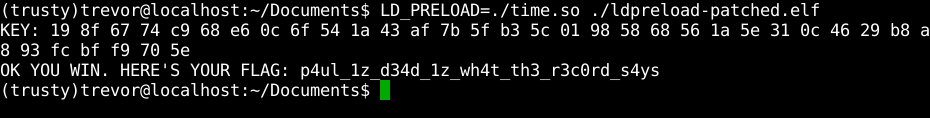 (trusty)trevor@localhost:~/Documents$ LD_PRELOAD=./time.so ./ldpreload-patched.elf
KEY: 19 8f 67 74 c9 68 e6 0c 6f 54 1a 43 af 7b 5f b3 5c 01 98 58 68 56 1a 5e 31 0c 46 29 b8 a
8 93 fc bf f9 70 5e
OK YOU WIN. HERE'S YOUR FLAG: p4ul_1z_d34d_1z_wh4t_th3_r3c0rd_s4ys
(trusty)trevor@localhost:~/Documents$